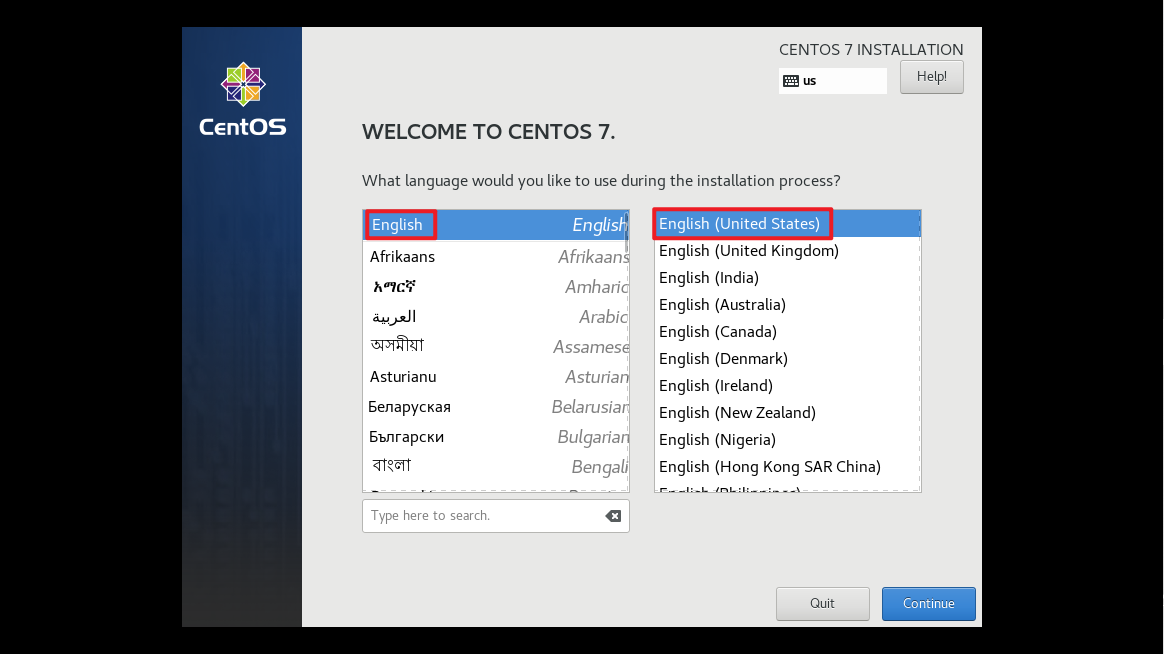 CentOS
CENTOS 7 INSTALLATION
us
Help!
WELCOME TO CENTOS 7.
What language would you like to use during the installation process?
English English
Afrikaans Afrikaans
አማርኛ Amharic
العربية Arabic
অসমীয়া Assamese
Asturianu Asturian
Беларуская Belarusian
Български Bulgarian
বাংলা Bengali
Type here to search.
English (United States)
English (United Kingdom)
English (India)
English (Australia)
English (Canada)
English (Denmark)
English (Ireland)
English (New Zealand)
English (Nigeria)
English (Hong Kong SAR China)
English (Philippines)
Quit
Continue